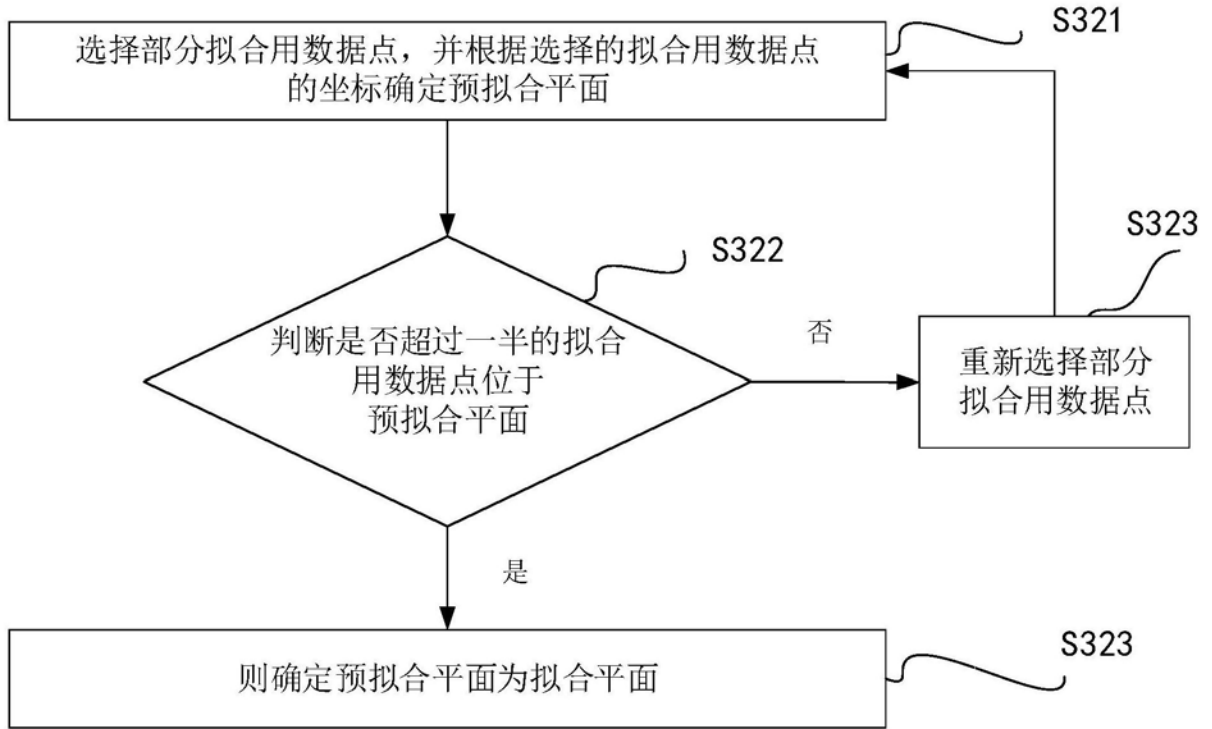 S321
选择部分拟合用数据点，并根据选择的拟合用数据点
的坐标确定预拟合平面
S322
S323
判断是否超过一半的拟合
用数据点位于
预拟合平面
否
重新选择部分
拟合用数据点
是
S323
则确定预拟合平面为拟合平面